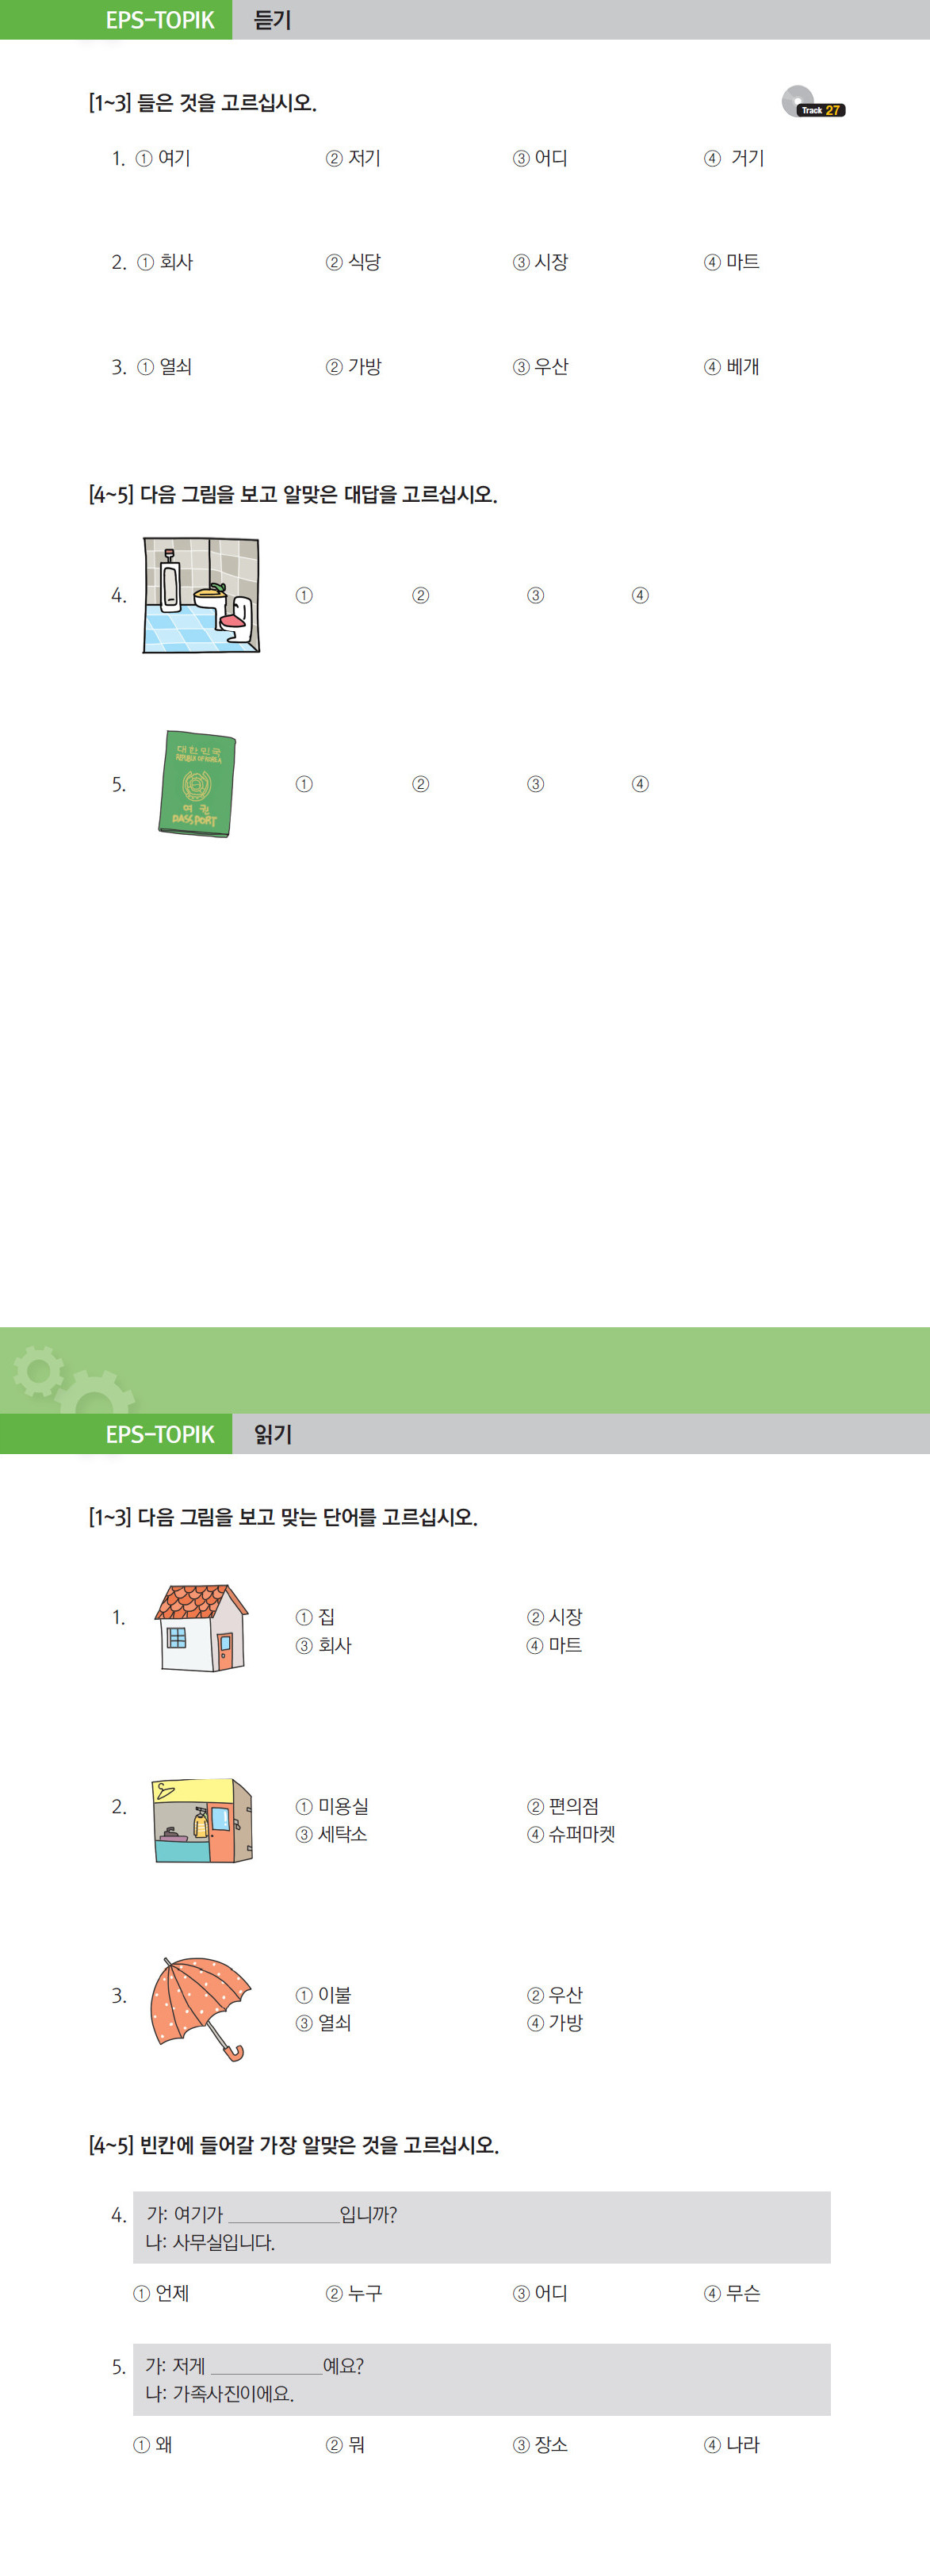 EPS-TOPIK 듣기
[1~3] 들은 것을 고르십시오.
Track 27
1. ① 여기 ② 저기 ③ 어디 ④ 거기
2. ① 회사 ② 식당 ③ 시장 ④ 마트
3. ① 열쇠 ② 가방 ③ 우산 ④ 베개
[4~5] 다음 그림을 보고 알맞은 대답을 고르십시오.
4. ① ② ③ ④
대한민국
REPUBLIC OF KOREA
여권
PASSPORT
5. ① ② ③ ④
EPS-TOPIK 읽기
[1~3] 다음 그림을 보고 맞는 단어를 고르십시오.
1. ① 집 ② 시장
③ 회사 ④ 마트
2. ① 미용실 ② 편의점
③ 세탁소 ④ 슈퍼마켓
3. ① 이불 ② 우산
③ 열쇠 ④ 가방
[4~5] 빈칸에 들어갈 가장 알맞은 것을 고르십시오.
4. 가: 여기가 ____________입니까?
나: 사무실입니다.
① 언제 ② 누구 ③ 어디 ④ 무슨
5. 가: 저게 ____________예요?
나: 가족사진이에요.
① 왜 ② 뭐 ③ 장소 ④ 나라